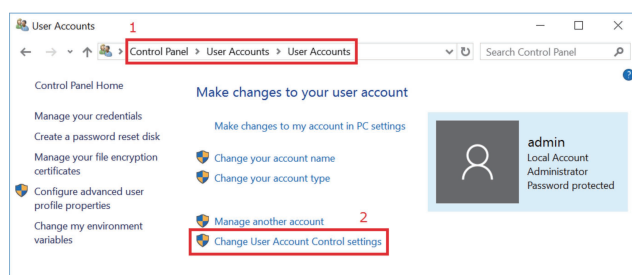 User Accounts
1
Control Panel > User Accounts > User Accounts
Search Control Panel
?
Control Panel Home
Manage your credentials
Create a password reset disk
Manage your file encryption
certificates
Configure advanced user
profile properties
Change my environment
variables
Make changes to your user account
Make changes to my account in PC settings
Change your account name
Change your account type
Manage another account
2
Change User Account Control settings
admin
Local Account
Administrator
Password protected